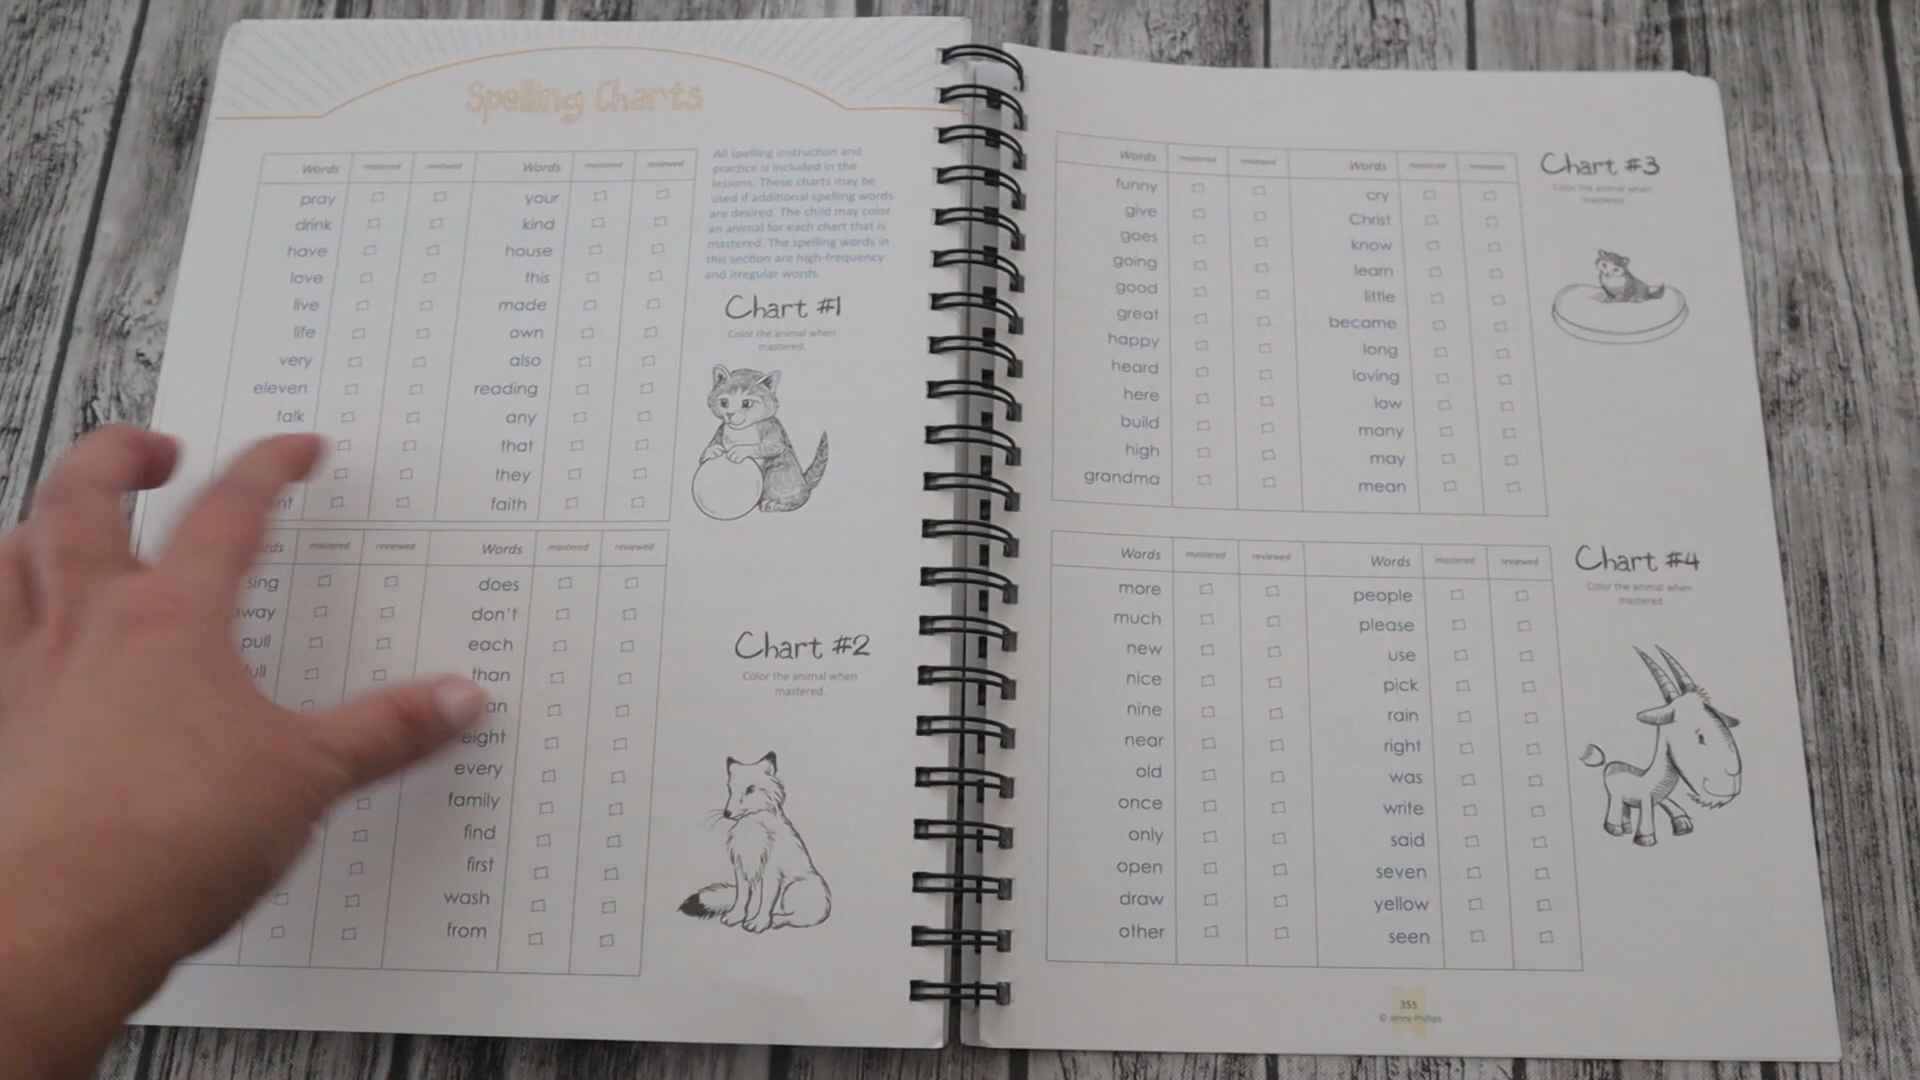 Spelling Charts
Words mastered reviewed Words mastered reviewed
pray your
drink kind
have house
love this
live made
life own
very also
eleven reading
talk any
that
they
faith
All spelling instruction and
practice is included in the
lessons. These charts may be
used if additional spelling words
are desired. The child may color
an animal for each chart that is
mastered. The spelling words in
this section are high-frequency
and irregular words.
Chart #1
Color the animal when
mastered.
mastered reviewed Words mastered reviewed
sing does
don't
pull each
than
every
family
find
first
wash
from
Chart #2
Color the animal when
mastered.
Words mastered reviewed Words mastered reviewed
funny cry
give Christ
goes know
going learn
good little
great become
happy long
heard loving
here low
build many
high may
grandma mean
Chart #3
Color the animal when
mastered.
Words mastered reviewed Words mastered reviewed
more people
much please
new use
nice pick
nine rain
near right
old was
once write
only said
open seven
draw yellow
other seen
Chart #4
Color the animal when
mastered.
355
© Jenny Phillips